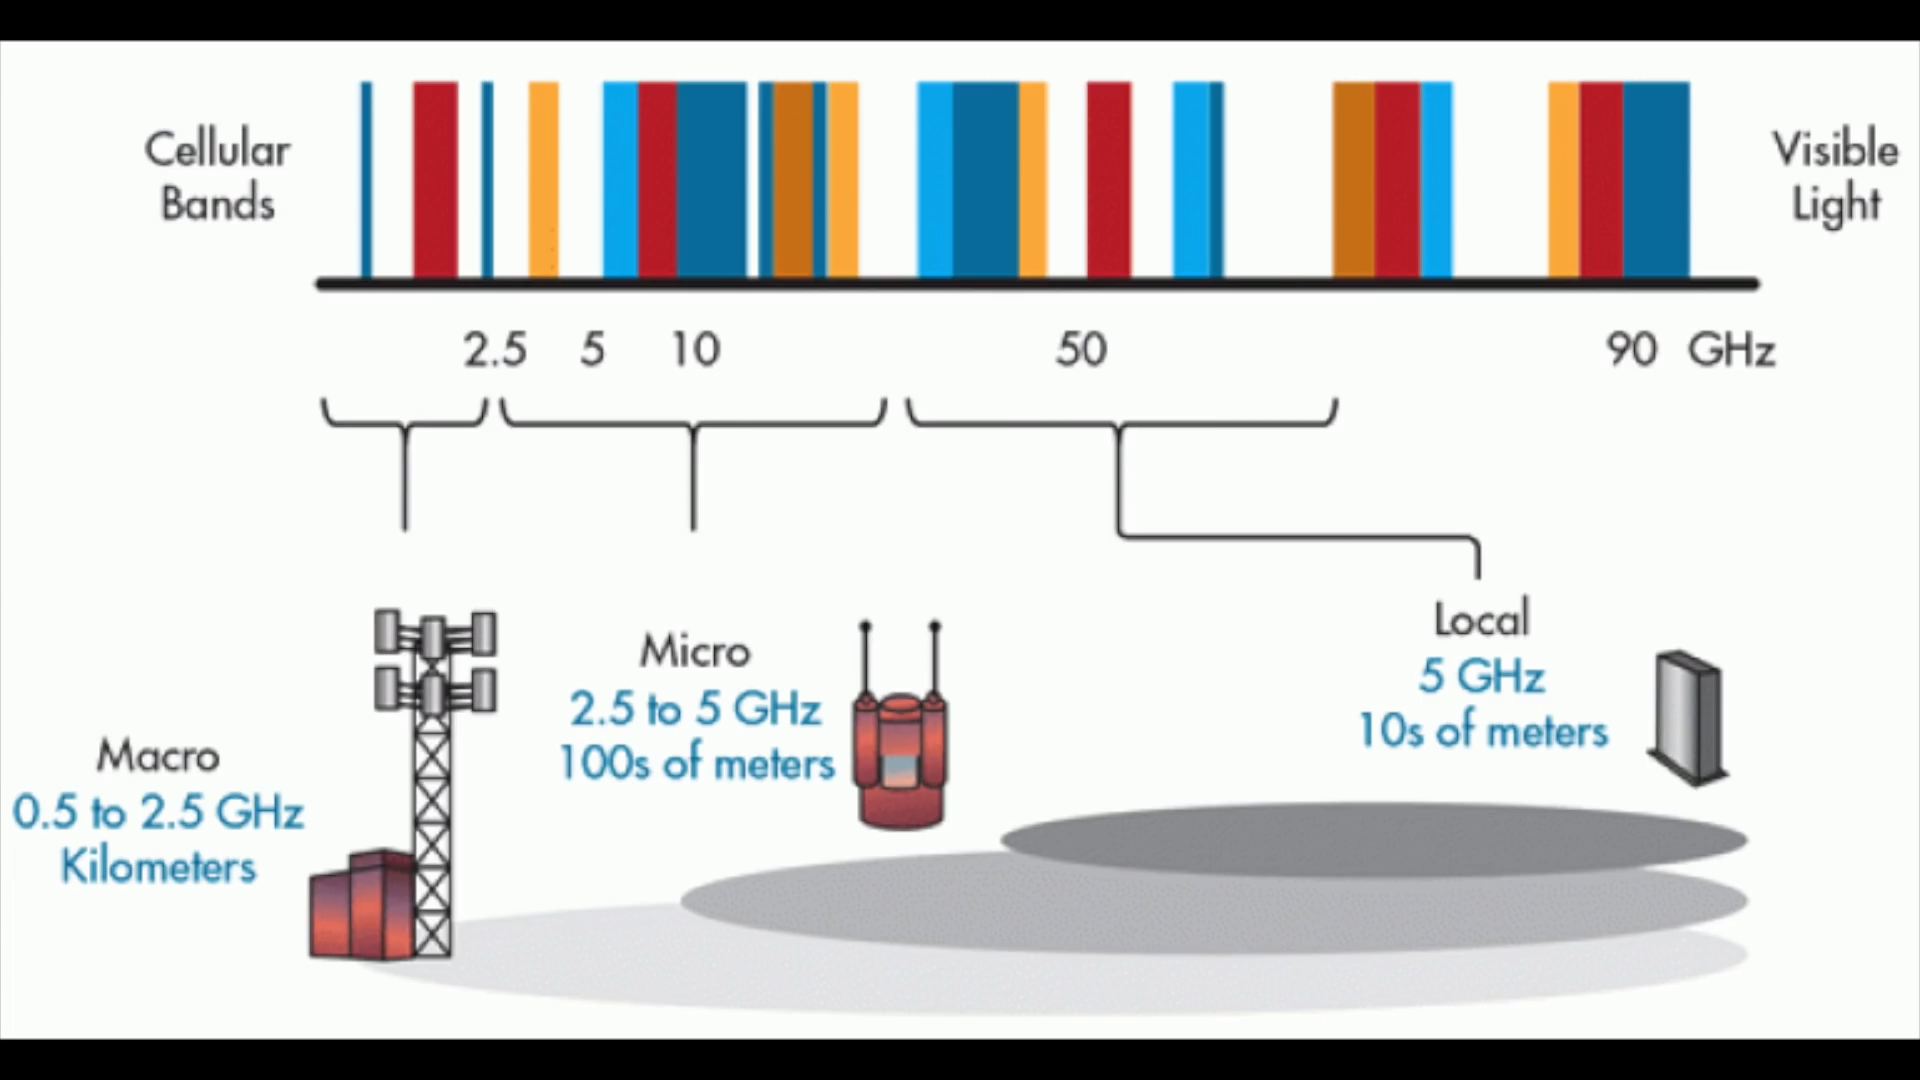 Cellular
Bands
Visible
Light
2.5 5 10 50 90 GHz
Macro
0.5 to 2.5 GHz
Kilometers
Micro
2.5 to 5 GHz
100s of meters
Local
5 GHz
10s of meters